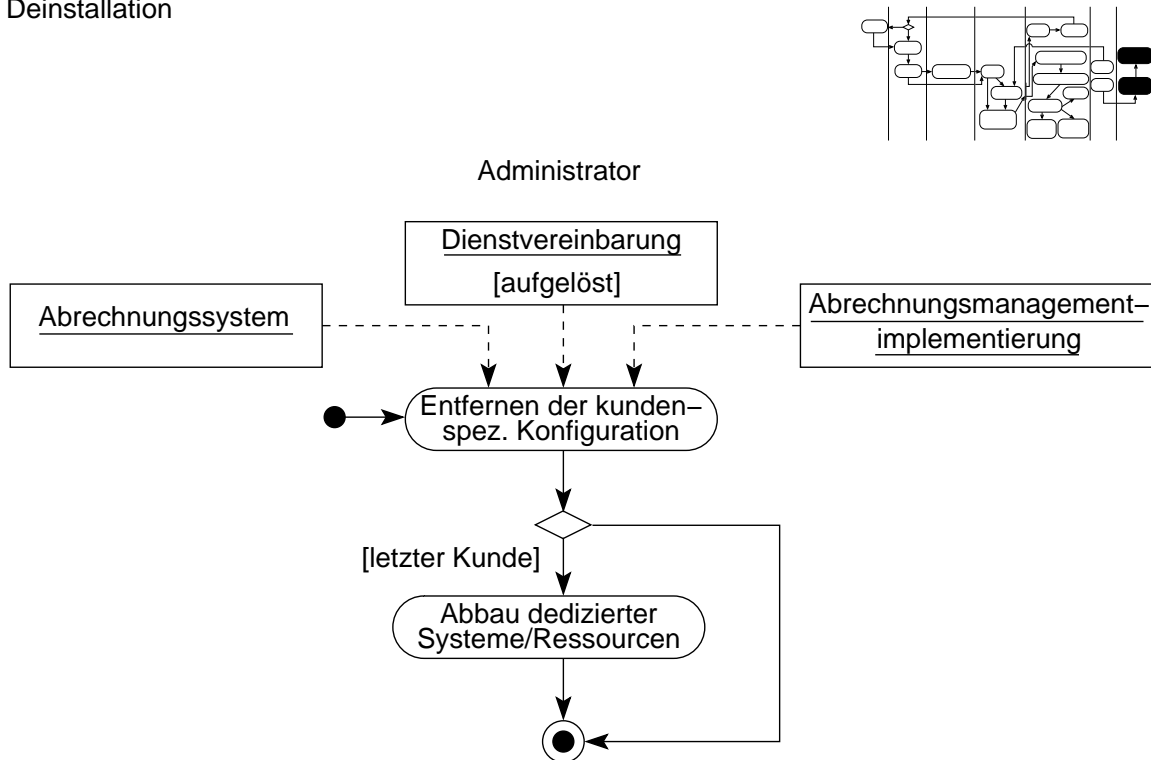 Deinstallation
Administrator
Dienstvereinbarung
[aufgelöst]
Abrechnungssystem
Abrechnungsmanagement–
implementierung
Entfernen der kunden–
spez. Konfiguration
[letzter Kunde]
Abbau dedizierter
Systeme/Ressourcen